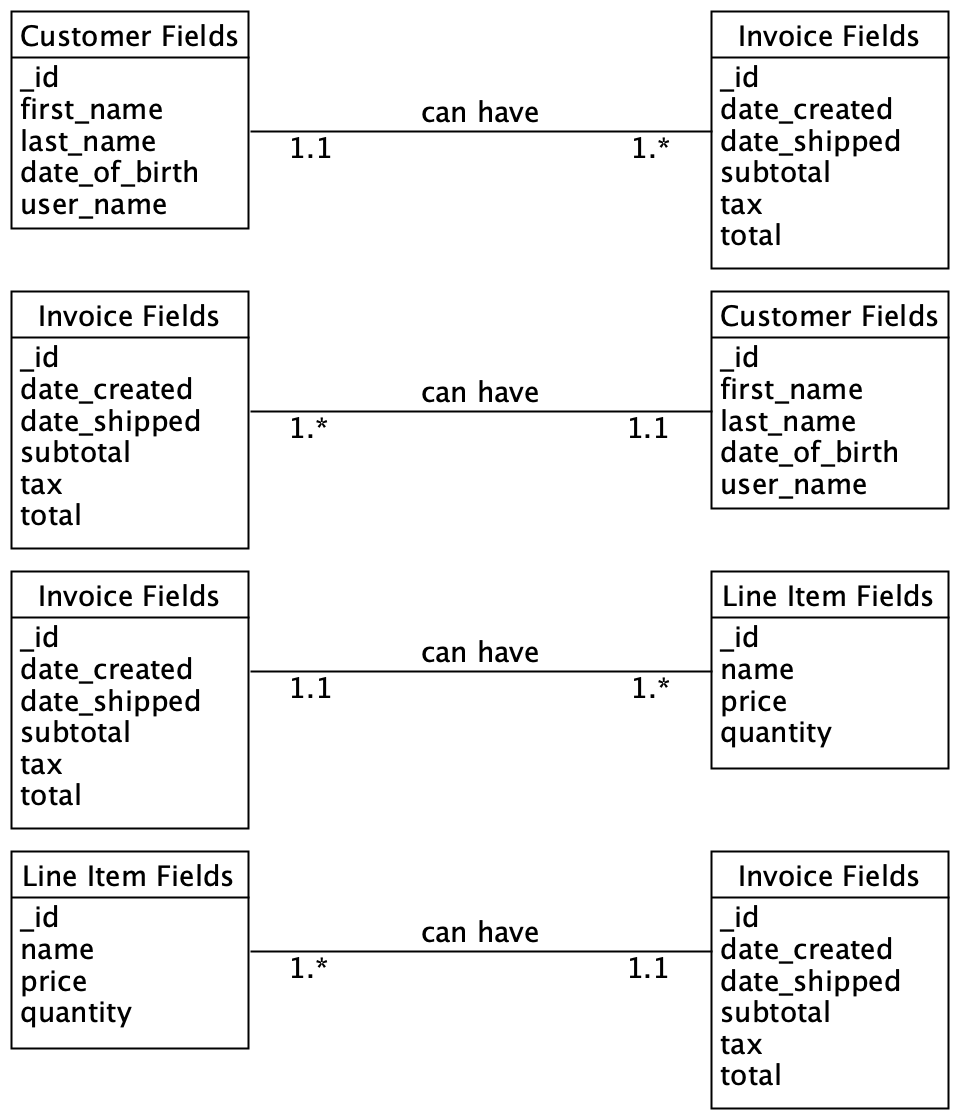 Customer Fields
_id
first_name
last_name
date_of_birth
user_name
can have
1.1
1.*
Invoice Fields
_id
date_created
date_shipped
subtotal
tax
total
Invoice Fields
_id
date_created
date_shipped
subtotal
tax
total
can have
1.*
1.1
Customer Fields
_id
first_name
last_name
date_of_birth
user_name
Invoice Fields
_id
date_created
date_shipped
subtotal
tax
total
can have
1.1
1.*
Line Item Fields
_id
name
price
quantity
Line Item Fields
_id
name
price
quantity
can have
1.*
1.1
Invoice Fields
_id
date_created
date_shipped
subtotal
tax
total